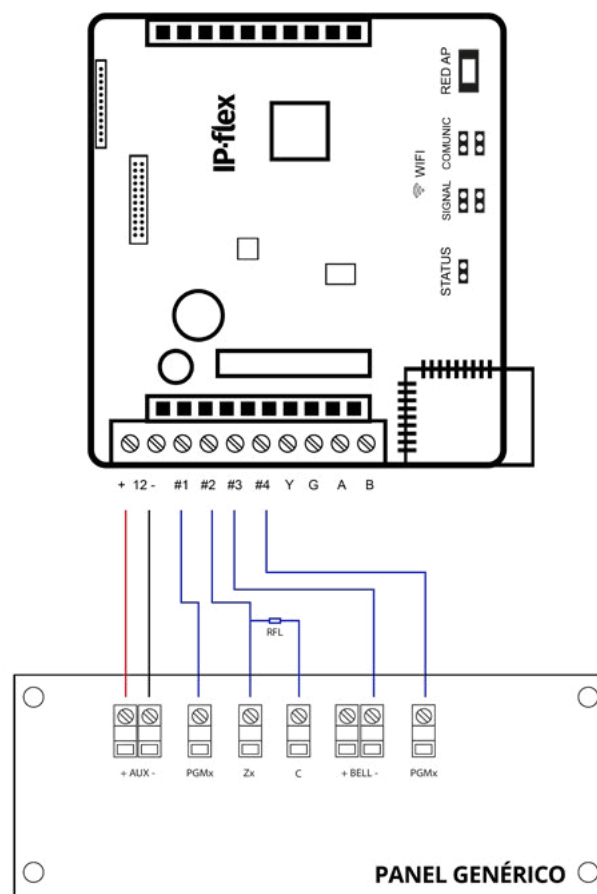 IP-flex
RED AP
COMUNIC
WIFI
SIGNAL
STATUS
+ 12 - #1 #2 #3 #4 Y G A B
RFL
+ AUX - PGMx Zx C + BELL - PGMx
PANEL GENÉRICO